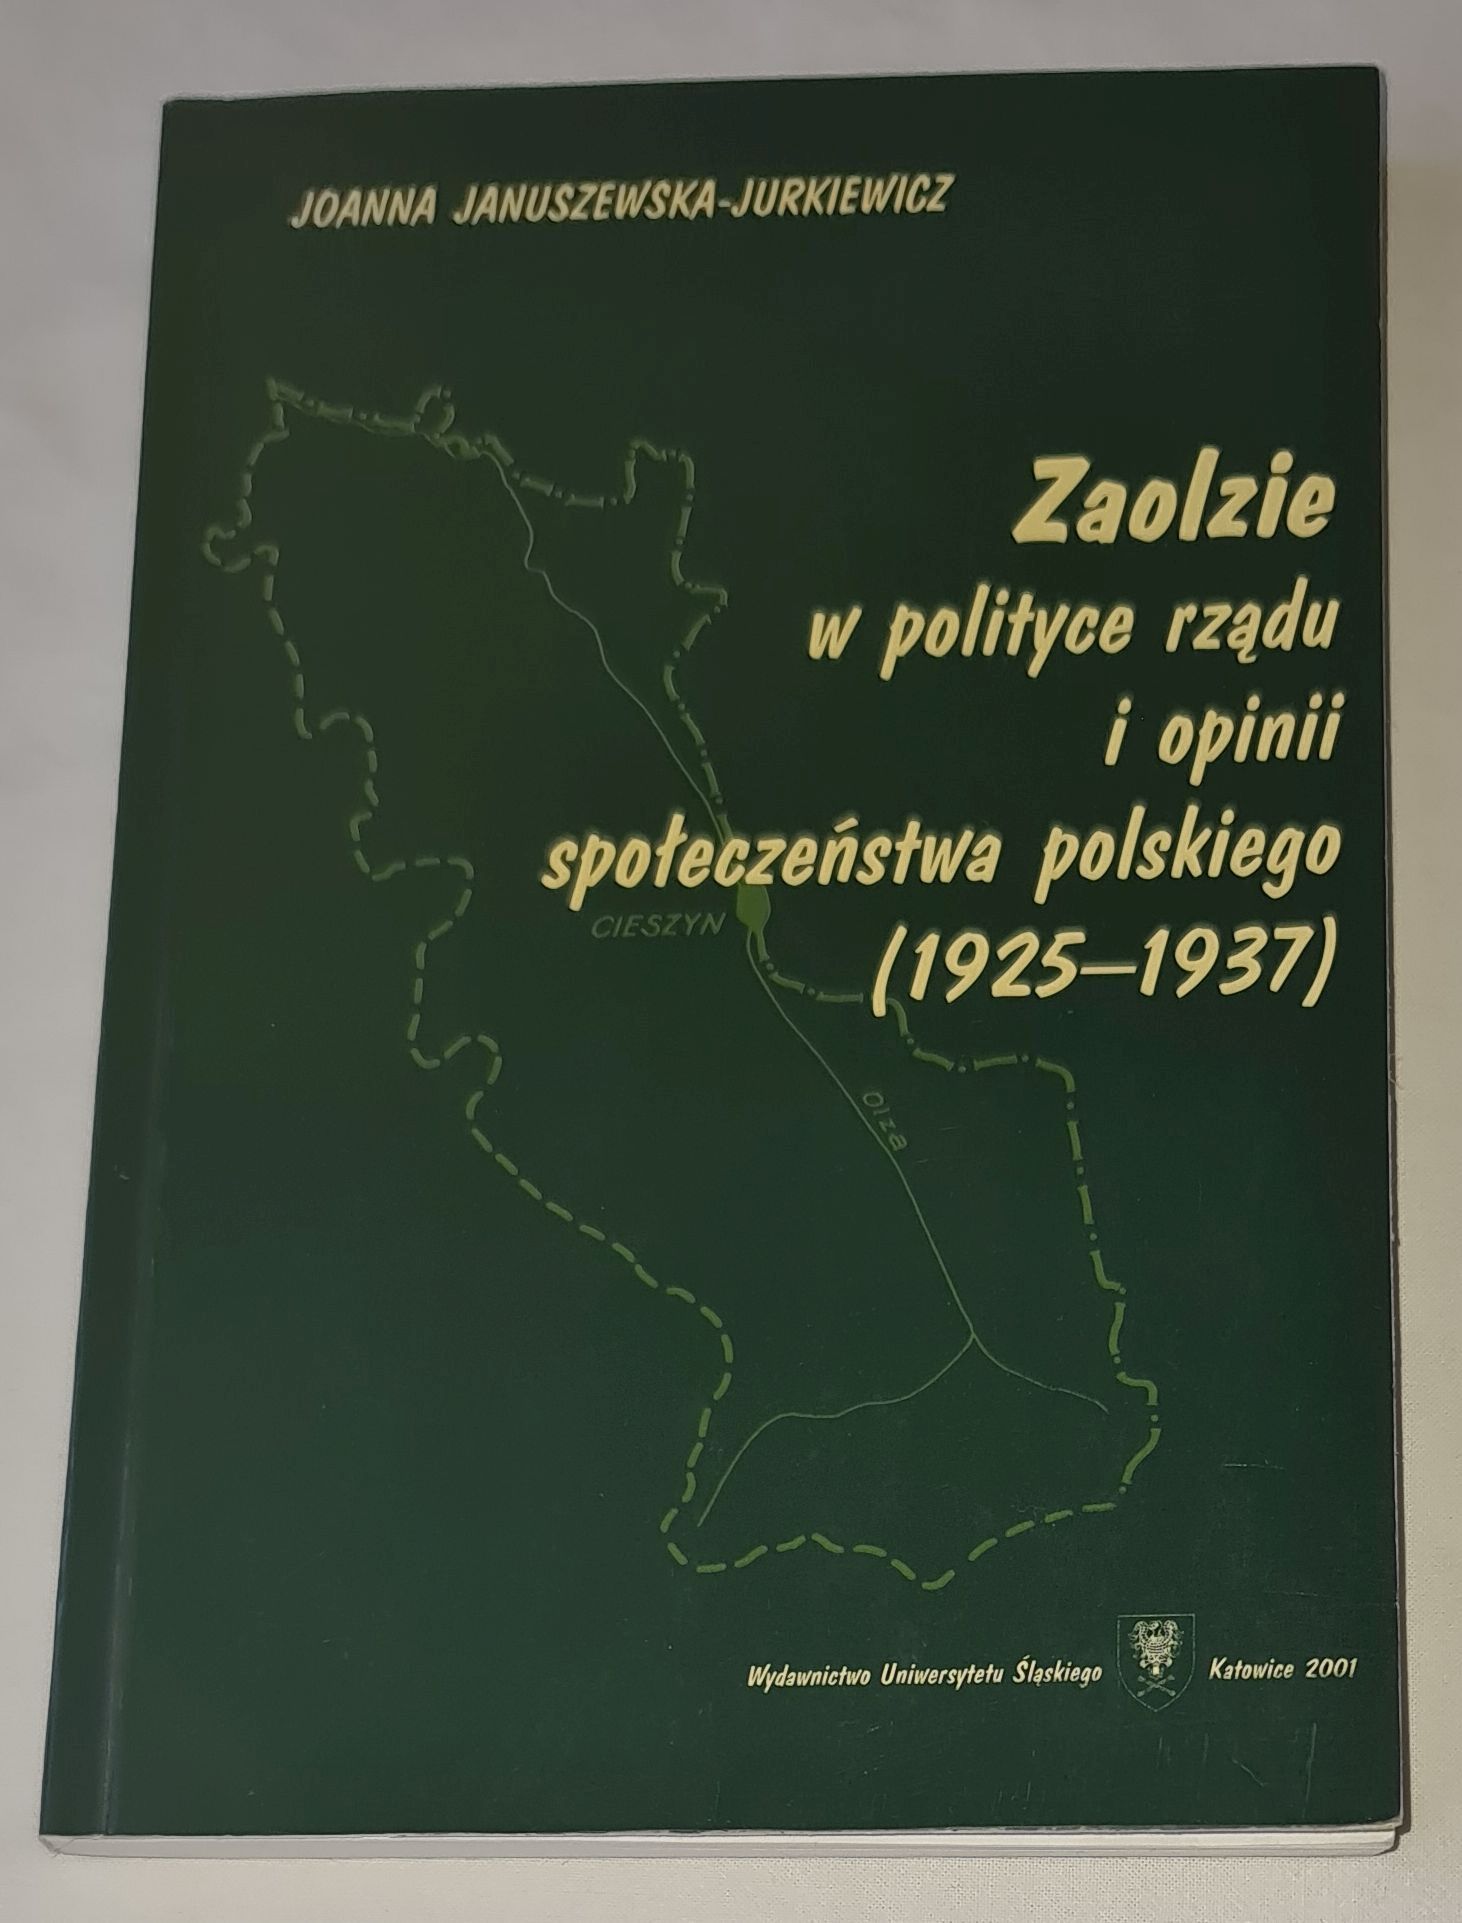 JOANNA JANUSZEWSKA-JURKIEWICZ
Zaolzie
w polityce rządu
i opinii
społeczeństwa polskiego
(1925–1937)
CIESZYN
Olza
Wydawnictwo Uniwersytetu Śląskiego Katowice 2001